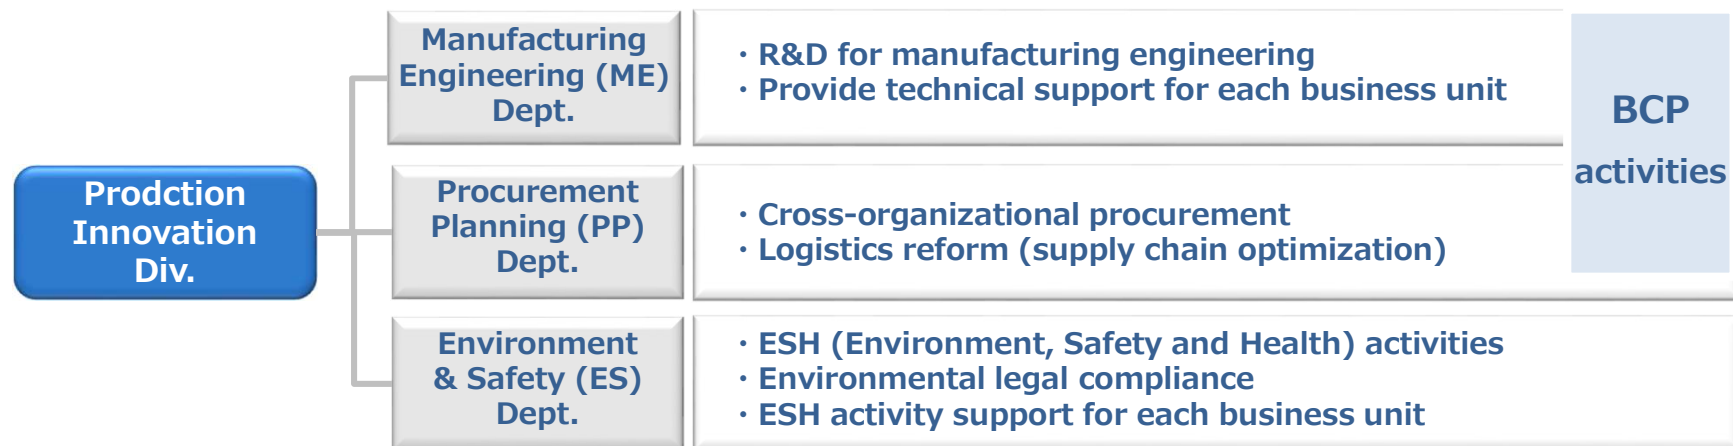 Prodction
Innovation
Div.
Manufacturing
Engineering (ME)
Dept.
・R&D for manufacturing engineering
・Provide technical support for each business unit
Procurement
Planning (PP)
Dept.
・Cross-organizational procurement
・Logistics reform (supply chain optimization)
BCP
activities
Environment
& Safety (ES)
Dept.
・ESH (Environment, Safety and Health) activities
・Environmental legal compliance
・ESH activity support for each business unit